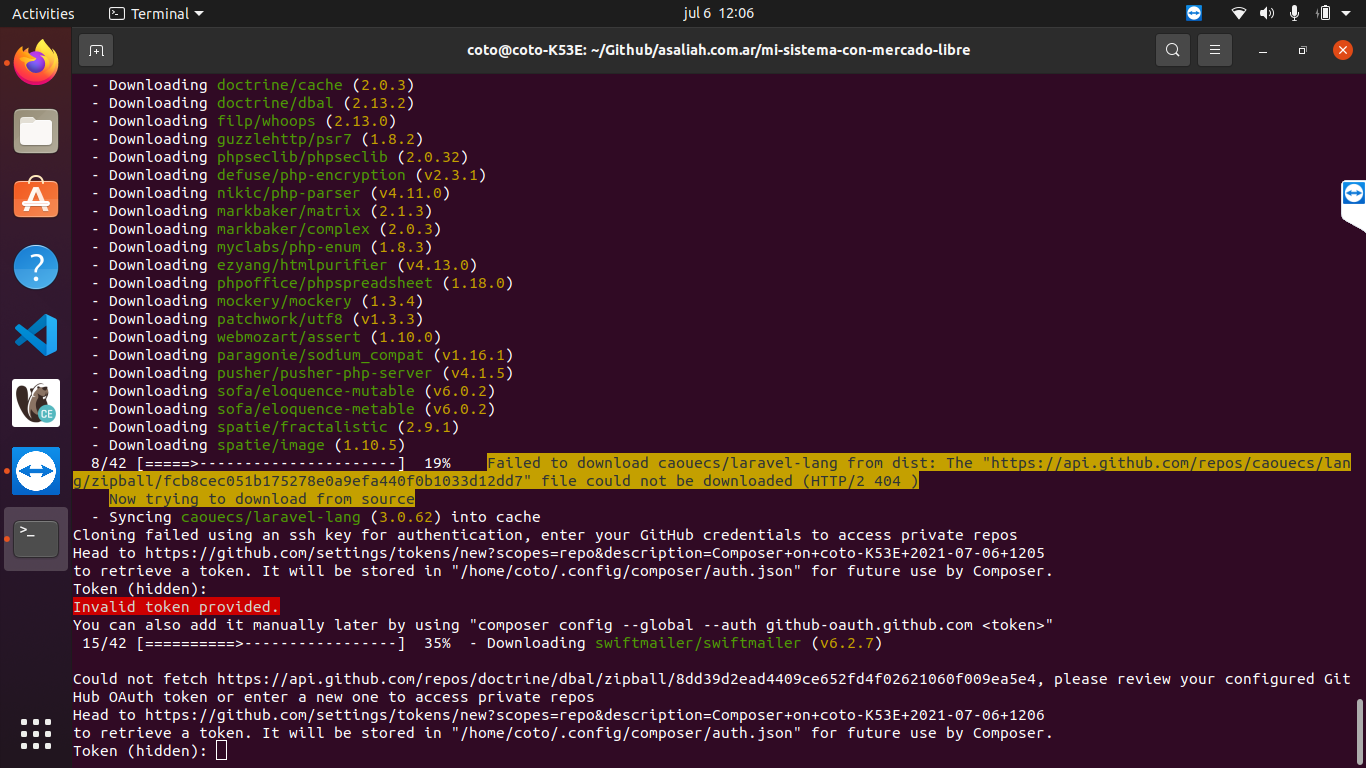 Activities
Terminal
jul 6 12:06
coto@coto-K53E: ~/Github/asaliah.com.ar/mi-sistema-con-mercado-libre
- Downloading doctrine/cache (2.0.3)
- Downloading doctrine/dbal (2.13.2)
- Downloading filp/whoops (2.13.0)
- Downloading guzzlehttp/psr7 (1.8.2)
- Downloading phpseclib/phpseclib (2.0.32)
- Downloading defuse/php-encryption (v2.3.1)
- Downloading nikic/php-parser (v4.11.0)
- Downloading markbaker/matrix (2.1.3)
- Downloading markbaker/complex (2.0.3)
- Downloading myclabs/php-enum (1.8.3)
- Downloading ezyang/htmlpurifier (v4.13.0)
- Downloading phpoffice/phpspreadsheet (1.18.0)
- Downloading mockery/mockery (1.3.4)
- Downloading patchwork/utf8 (v1.3.3)
- Downloading webmozart/assert (1.10.0)
- Downloading paragonie/sodium_compat (v1.16.1)
- Downloading pusher/pusher-php-server (v4.1.5)
- Downloading sofa/eloquence-mutable (v6.0.2)
- Downloading sofa/eloquence-metable (v6.0.2)
- Downloading spatie/fractalistic (2.9.1)
- Downloading spatie/image (1.10.5)
8/42 [=====>----------------------]  19%    Failed to download caouecs/laravel-lang from dist: The "https://api.github.com/repos/caouecs/lan
g/zipball/fcb8cec051b175278e0a9efa440f0b1033d12dd7" file could not be downloaded (HTTP/2 404 )
Now trying to download from source
- Syncing caouecs/laravel-lang (3.0.62) into cache
Cloning failed using an ssh key for authentication, enter your GitHub credentials to access private repos
Head to https://github.com/settings/tokens/new?scopes=repo&description=Composer+on+coto-K53E+2021-07-06+1205
to retrieve a token. It will be stored in "/home/coto/.config/composer/auth.json" for future use by Composer.
Token (hidden):
Invalid token provided.
You can also add it manually later by using "composer config --global --auth github-oauth.github.com <token>"
15/42 [==========>-----------------]  35%  - Downloading swiftmailer/swiftmailer (v6.2.7)
Could not fetch https://api.github.com/repos/doctrine/dbal/zipball/8dd39d2ead4409ce652fd4f02621060f009ea5e4, please review your configured Git
Hub OAuth token or enter a new one to access private repos
Head to https://github.com/settings/tokens/new?scopes=repo&description=Composer+on+coto-K53E+2021-07-06+1206
to retrieve a token. It will be stored in "/home/coto/.config/composer/auth.json" for future use by Composer.
Token (hidden):